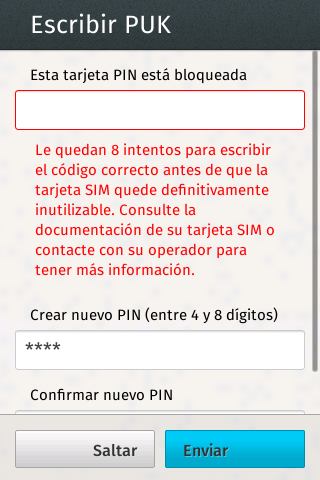 Escribir PUK
Esta tarjeta PIN está bloqueada
Le quedan 8 intentos para escribir
el código correcto antes de que la
tarjeta SIM quede definitivamente
inutilizable. Consulte la
documentación de su tarjeta SIM o
contacte con su operador para
tener más información.
Crear nuevo PIN (entre 4 y 8 dígitos)
****
Confirmar nuevo PIN
Saltar
Enviar